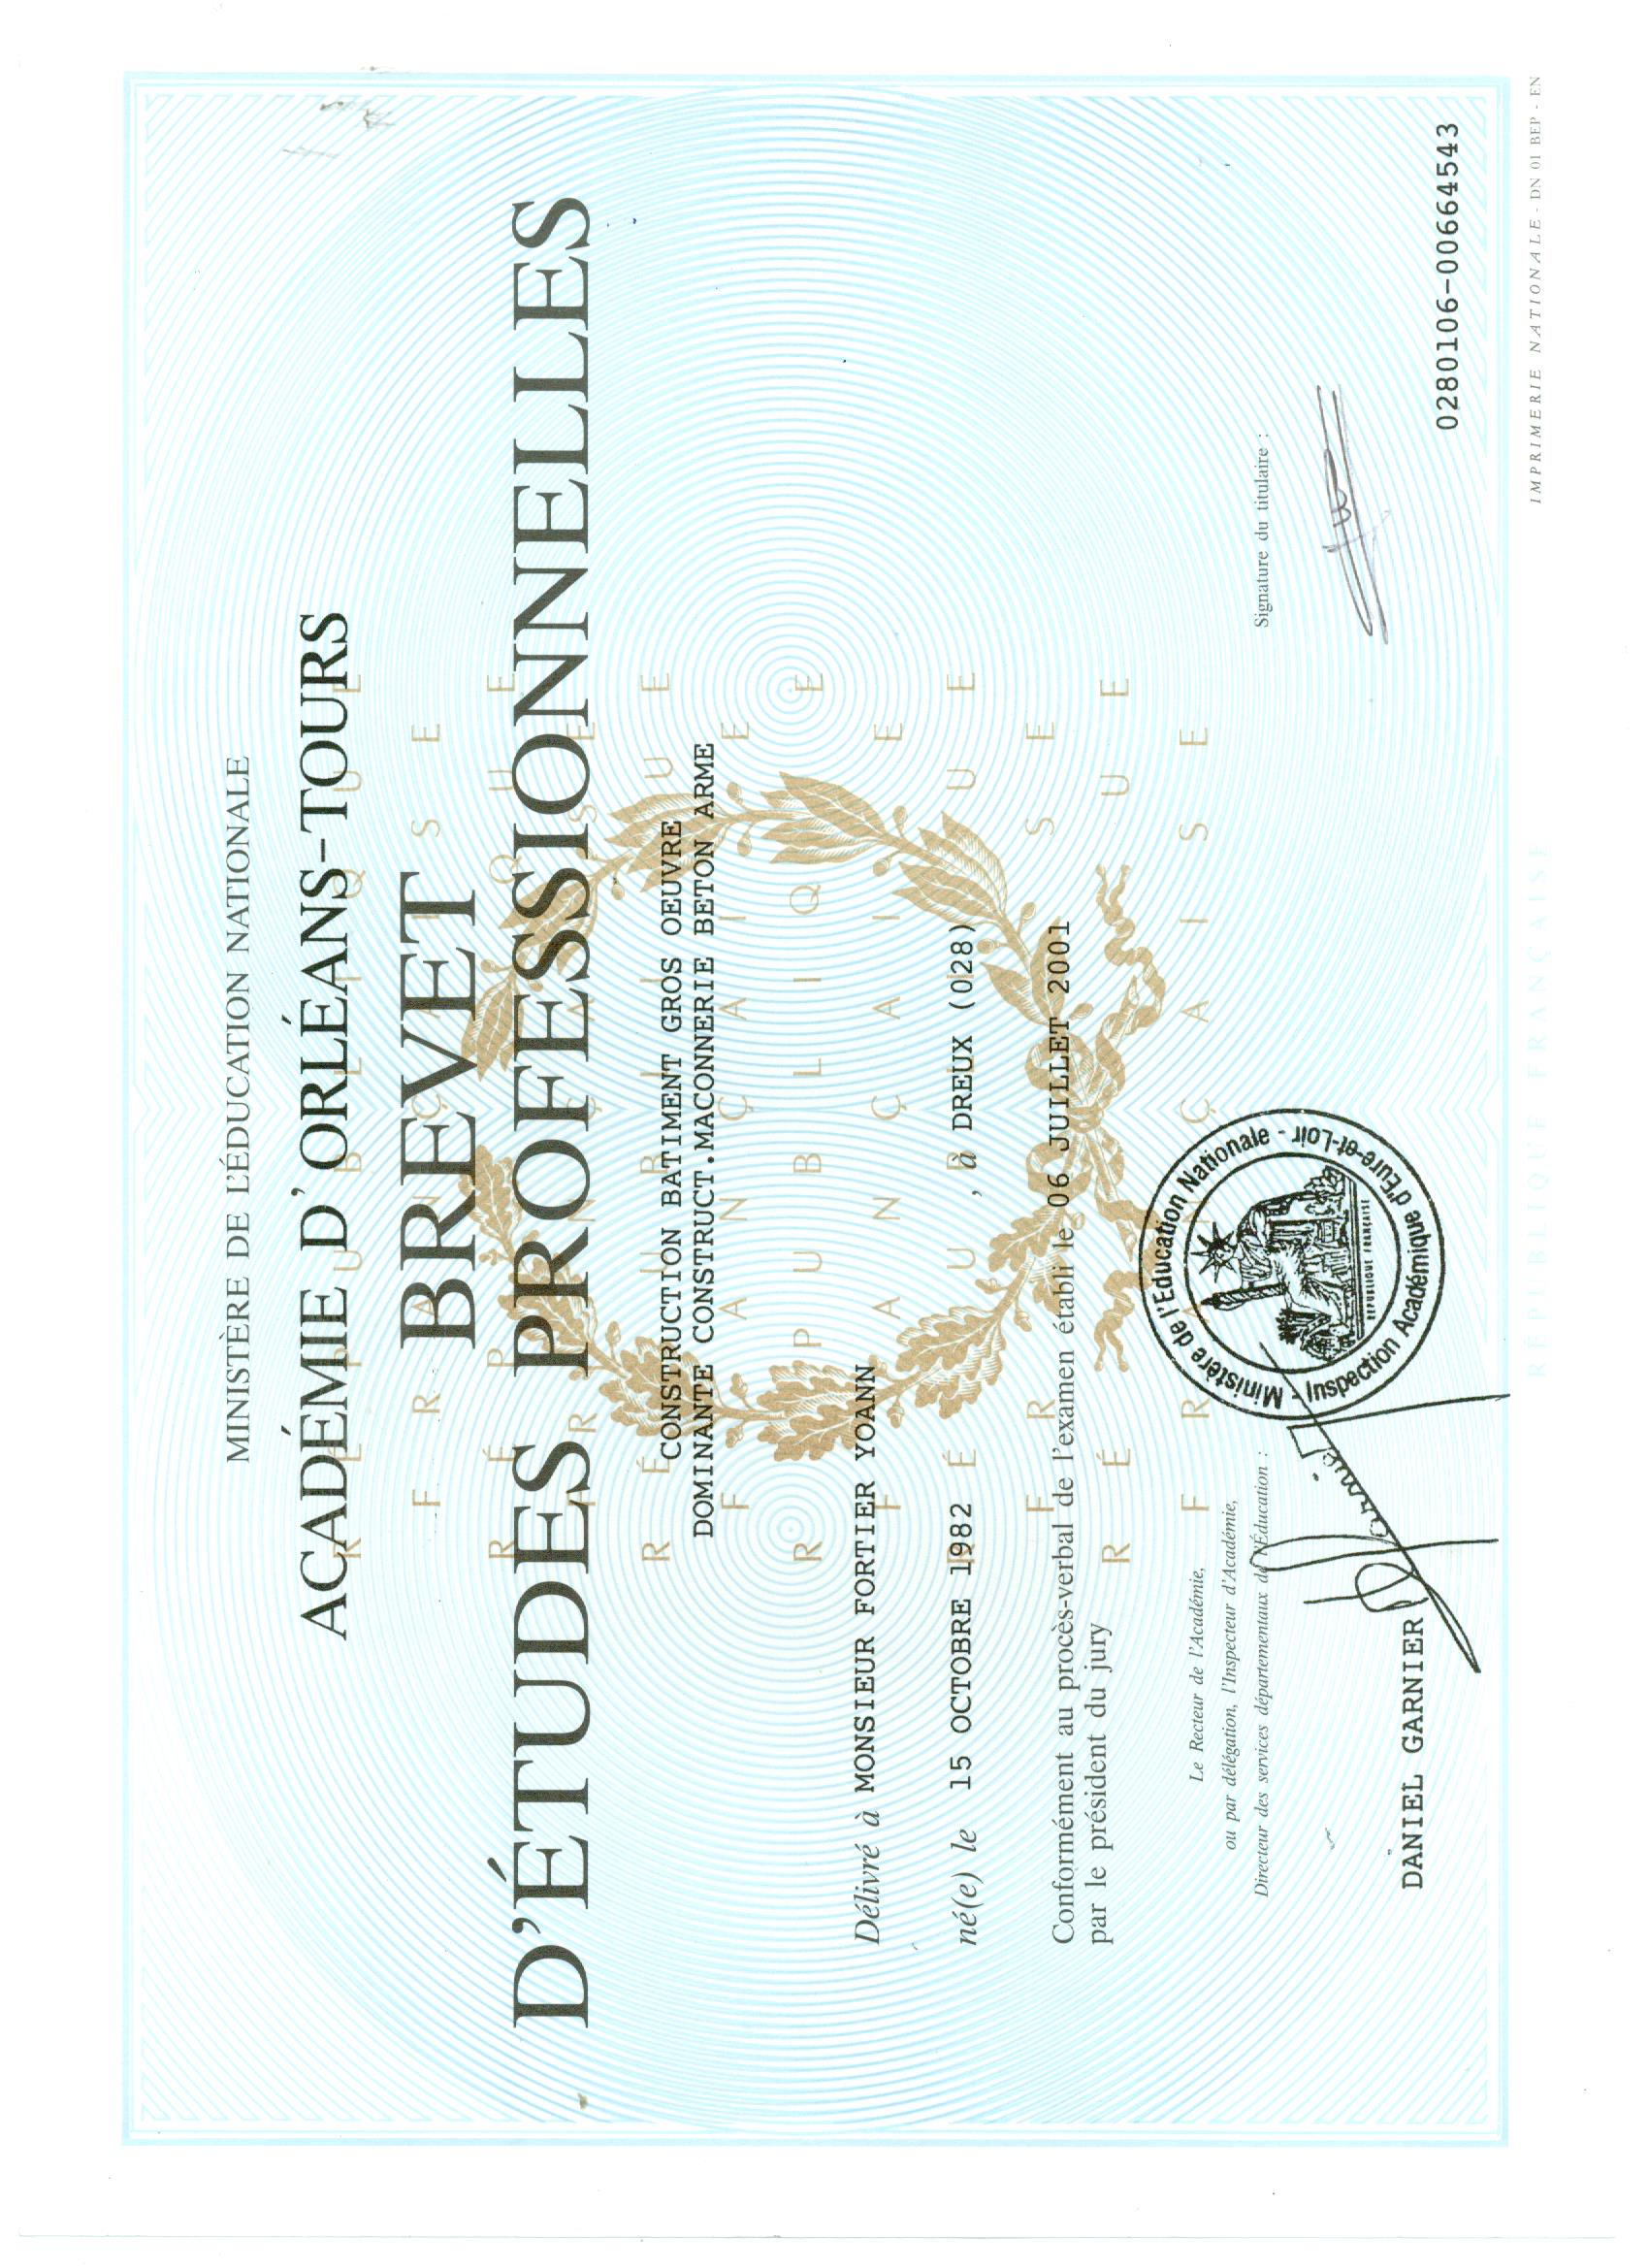 MINISTÈRE DE L'ÉDUCATION NATIONALE
ACADÉMIE D'ORLÉANS-TOURS
BREVET
D'ÉTUDES PROFESSIONNELLES
CONSTRUCTION BATIMENT GROS OEUVRE
DOMINANTE CONSTRUCT.MACONNERIE BETON ARME
Délivré à MONSIEUR FORTIER YOANN
né(e) le 15 OCTOBRE 1982 , à DREUX (028)
Conformément au procès-verbal de l'examen établi le 06 JUILLET 2001
par le président du jury
Le Recteur de l'Académie,
ou par délégation, l'Inspecteur d'Académie,
Directeur des services départementaux de l'Éducation :
Signature du titulaire :
Ministère de l'Education Nationale - Inspection Académique d'Eure-et-Loir -
REPUBLIQUE FRANÇAISE
DANIEL GARNIER
0280106-00664543
RÉPUBLIQUE FRANÇAISE
IMPRIMERIE NATIONALE - DN 01 BEP - EN